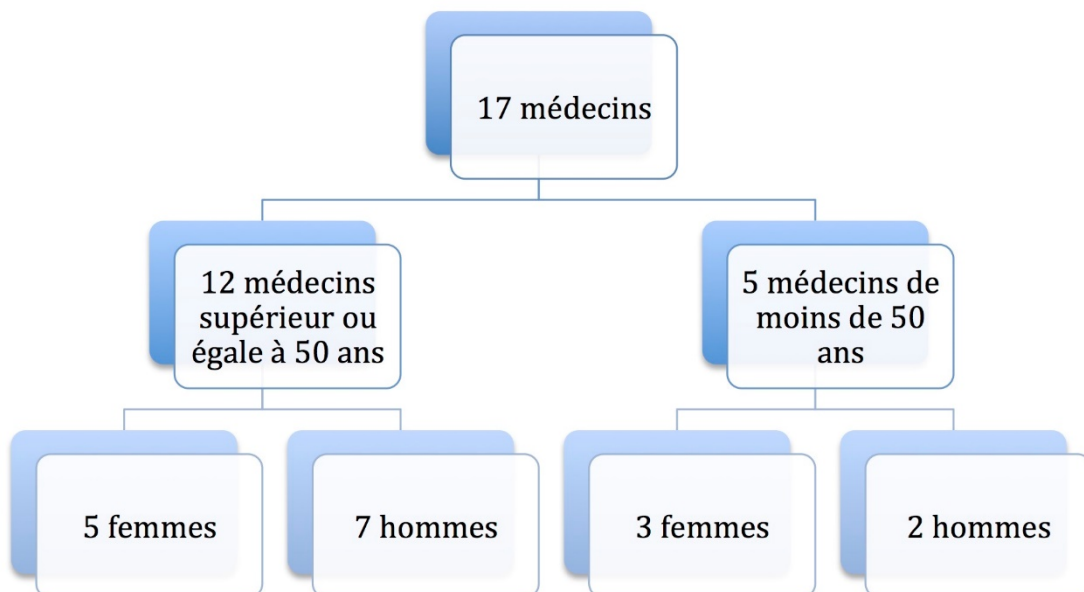 17 médecins
12 médecins
supérieur ou
égale à 50 ans
5 médecins de
moins de 50
ans
5 femmes
7 hommes
3 femmes
2 hommes